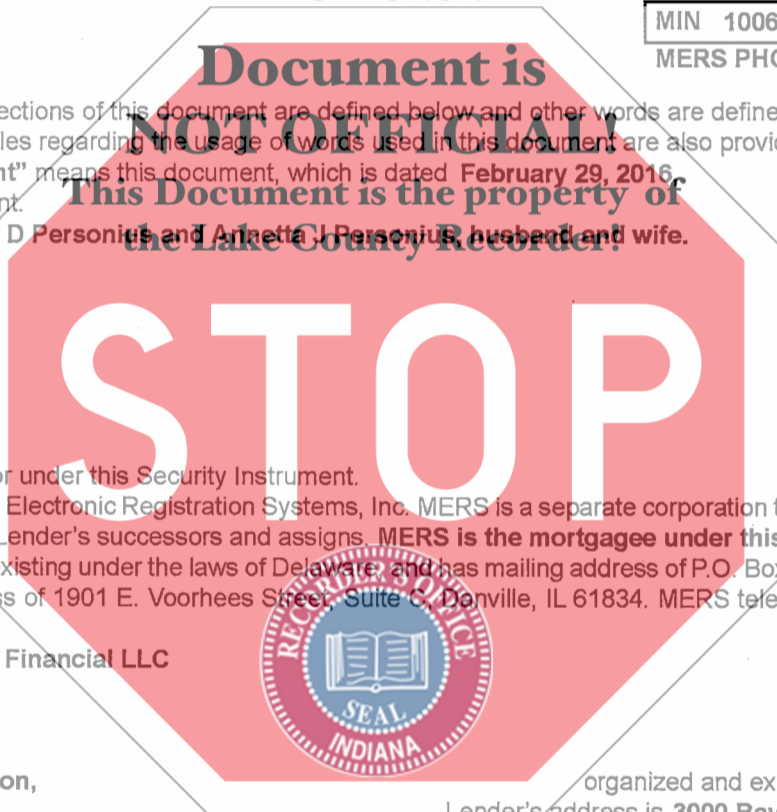 MIN 1006
MERS PHO
Document is
ections of this document are defined below and other words are define
NOT OFFICIAL!
les regarding the usage of words used in this document are also provid
nt" means this document, which is dated February 29, 2016,
This Document is the property of
nt.
D Personius and Annetta J Personius, husband and wife.
the Lake County Recorder!
STOP
r under this Security Instrument.
Electronic Registration Systems, Inc. MERS is a separate corporation t
Lender's successors and assigns. MERS is the mortgagee under this
xisting under the laws of Delaware, and has mailing address of P.O. Box
s of 1901 E. Voorhees Street, Suite C, Danville, IL 61834. MERS tele
RECORDER'S OFFICE
Financial LLC
SEAL
INDIANA
on,
organized and ex
Lender's address is 3000 Bay